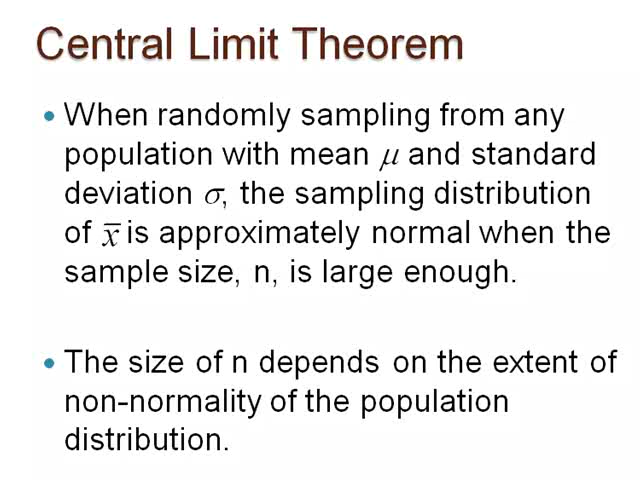 Central Limit Theorem
• When randomly sampling from any
population with mean μ and standard
deviation σ, the sampling distribution
of x̅ is approximately normal when the
sample size, n, is large enough.
• The size of n depends on the extent of
non-normality of the population
distribution.